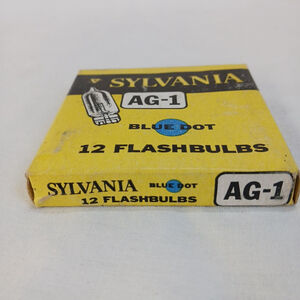 SYLVANIA
AG-1
BLUE DOT
12 FLASHBULBS
SYLVANIA BLUE DOT AG-1
12 FLASHBULBS